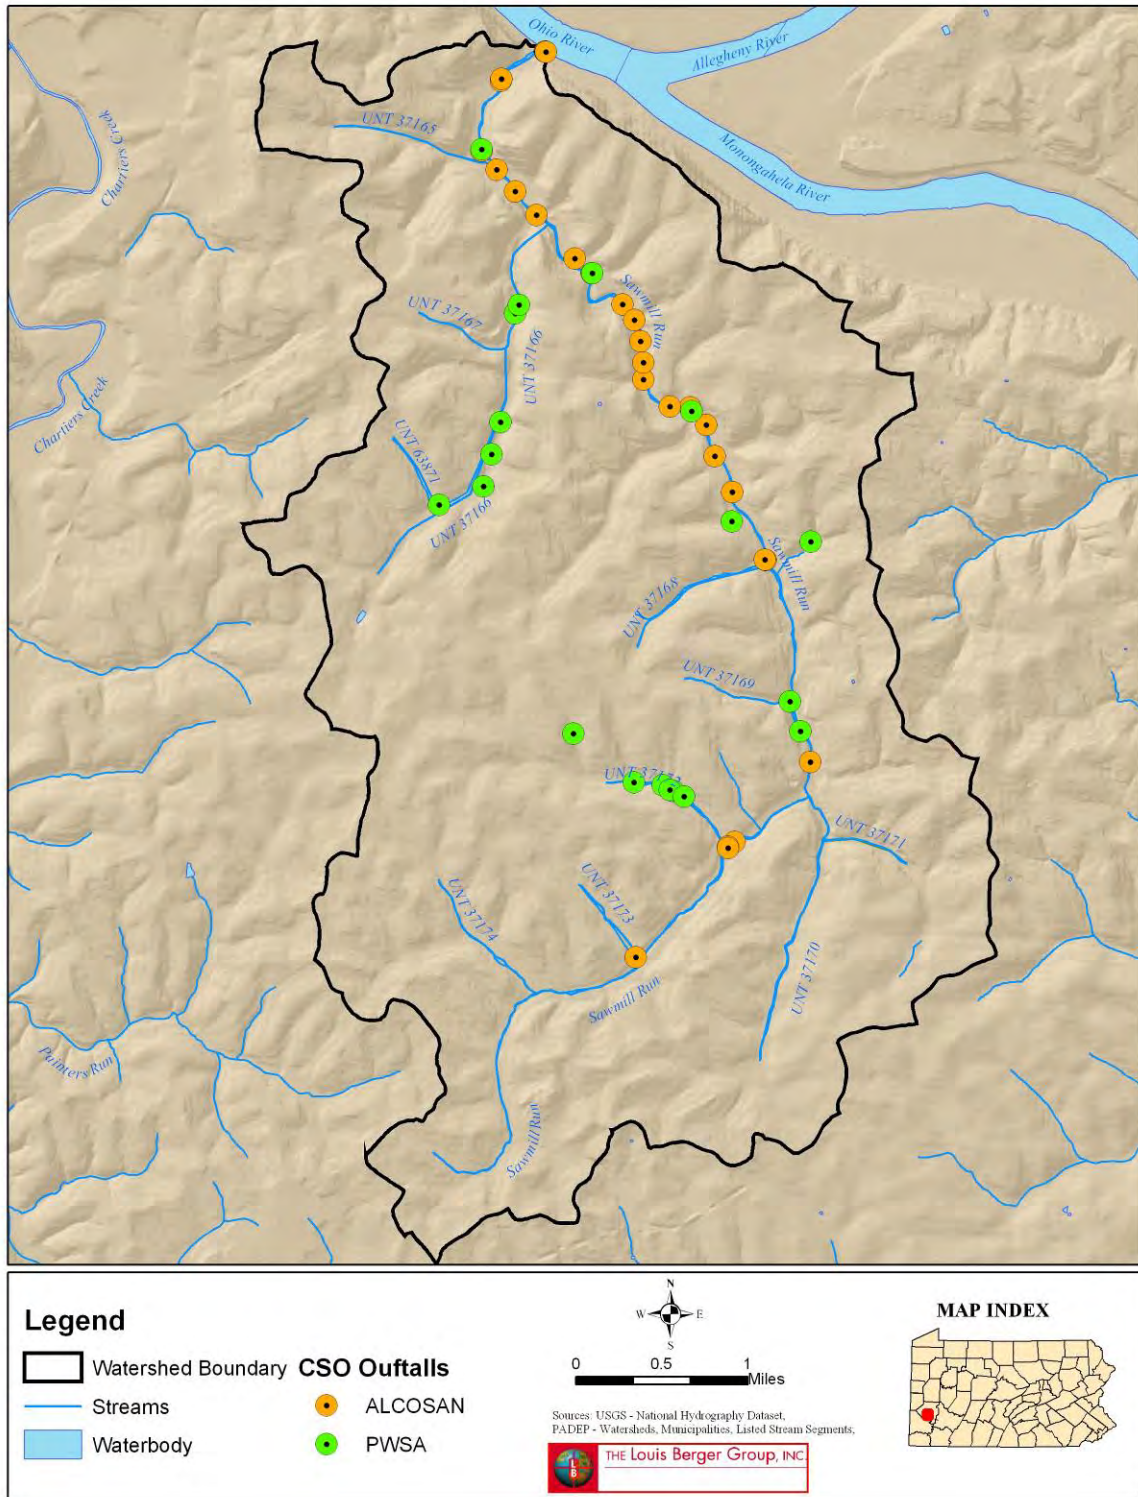 Ohio River
Allegheny River
Monongahela River
Chartiers Creek
UNT 37165
Sawmill Run
UNT 37167
UNT 37166
Chartiers Creek
UNT 63871
UNT 37166
Sawmill Run
UNT 37168
UNT 37169
UNT 37172
UNT 37171
UNT 37174
UNT 37173
UNT 37170
Sawmill Run
Painters Run
Sawmill Run
Legend
Watershed Boundary
Streams
Waterbody
CSO Ouftalls
ALCOSAN
PWSA
N
W E
S
0 0.5 1
Miles
Sources: USGS - National Hydrography Dataset,
PADEP - Watersheds, Municipalities, Listed Stream Segments,
L
B
THE Louis Berger Group, INC.
MAP INDEX